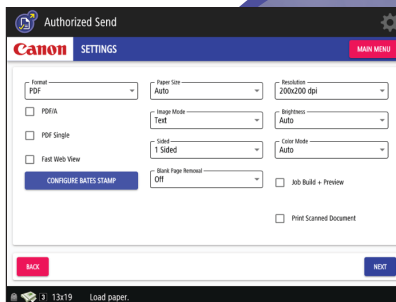 Authorized Send
Canon SETTINGS MAIN MENU
Format
PDF
PDF/A
PDF Single
Fast Web View
CONFIGURE BATES STAMP
Paper Size
Auto
Image Mode
Text
Sided
1 Sided
Blank Page Removal
Off
Resolution
200x200 dpi
Brightness
Auto
Color Mode
Auto
Job Build + Preview
Print Scanned Document
BACK NEXT
3 13x19 Load paper.